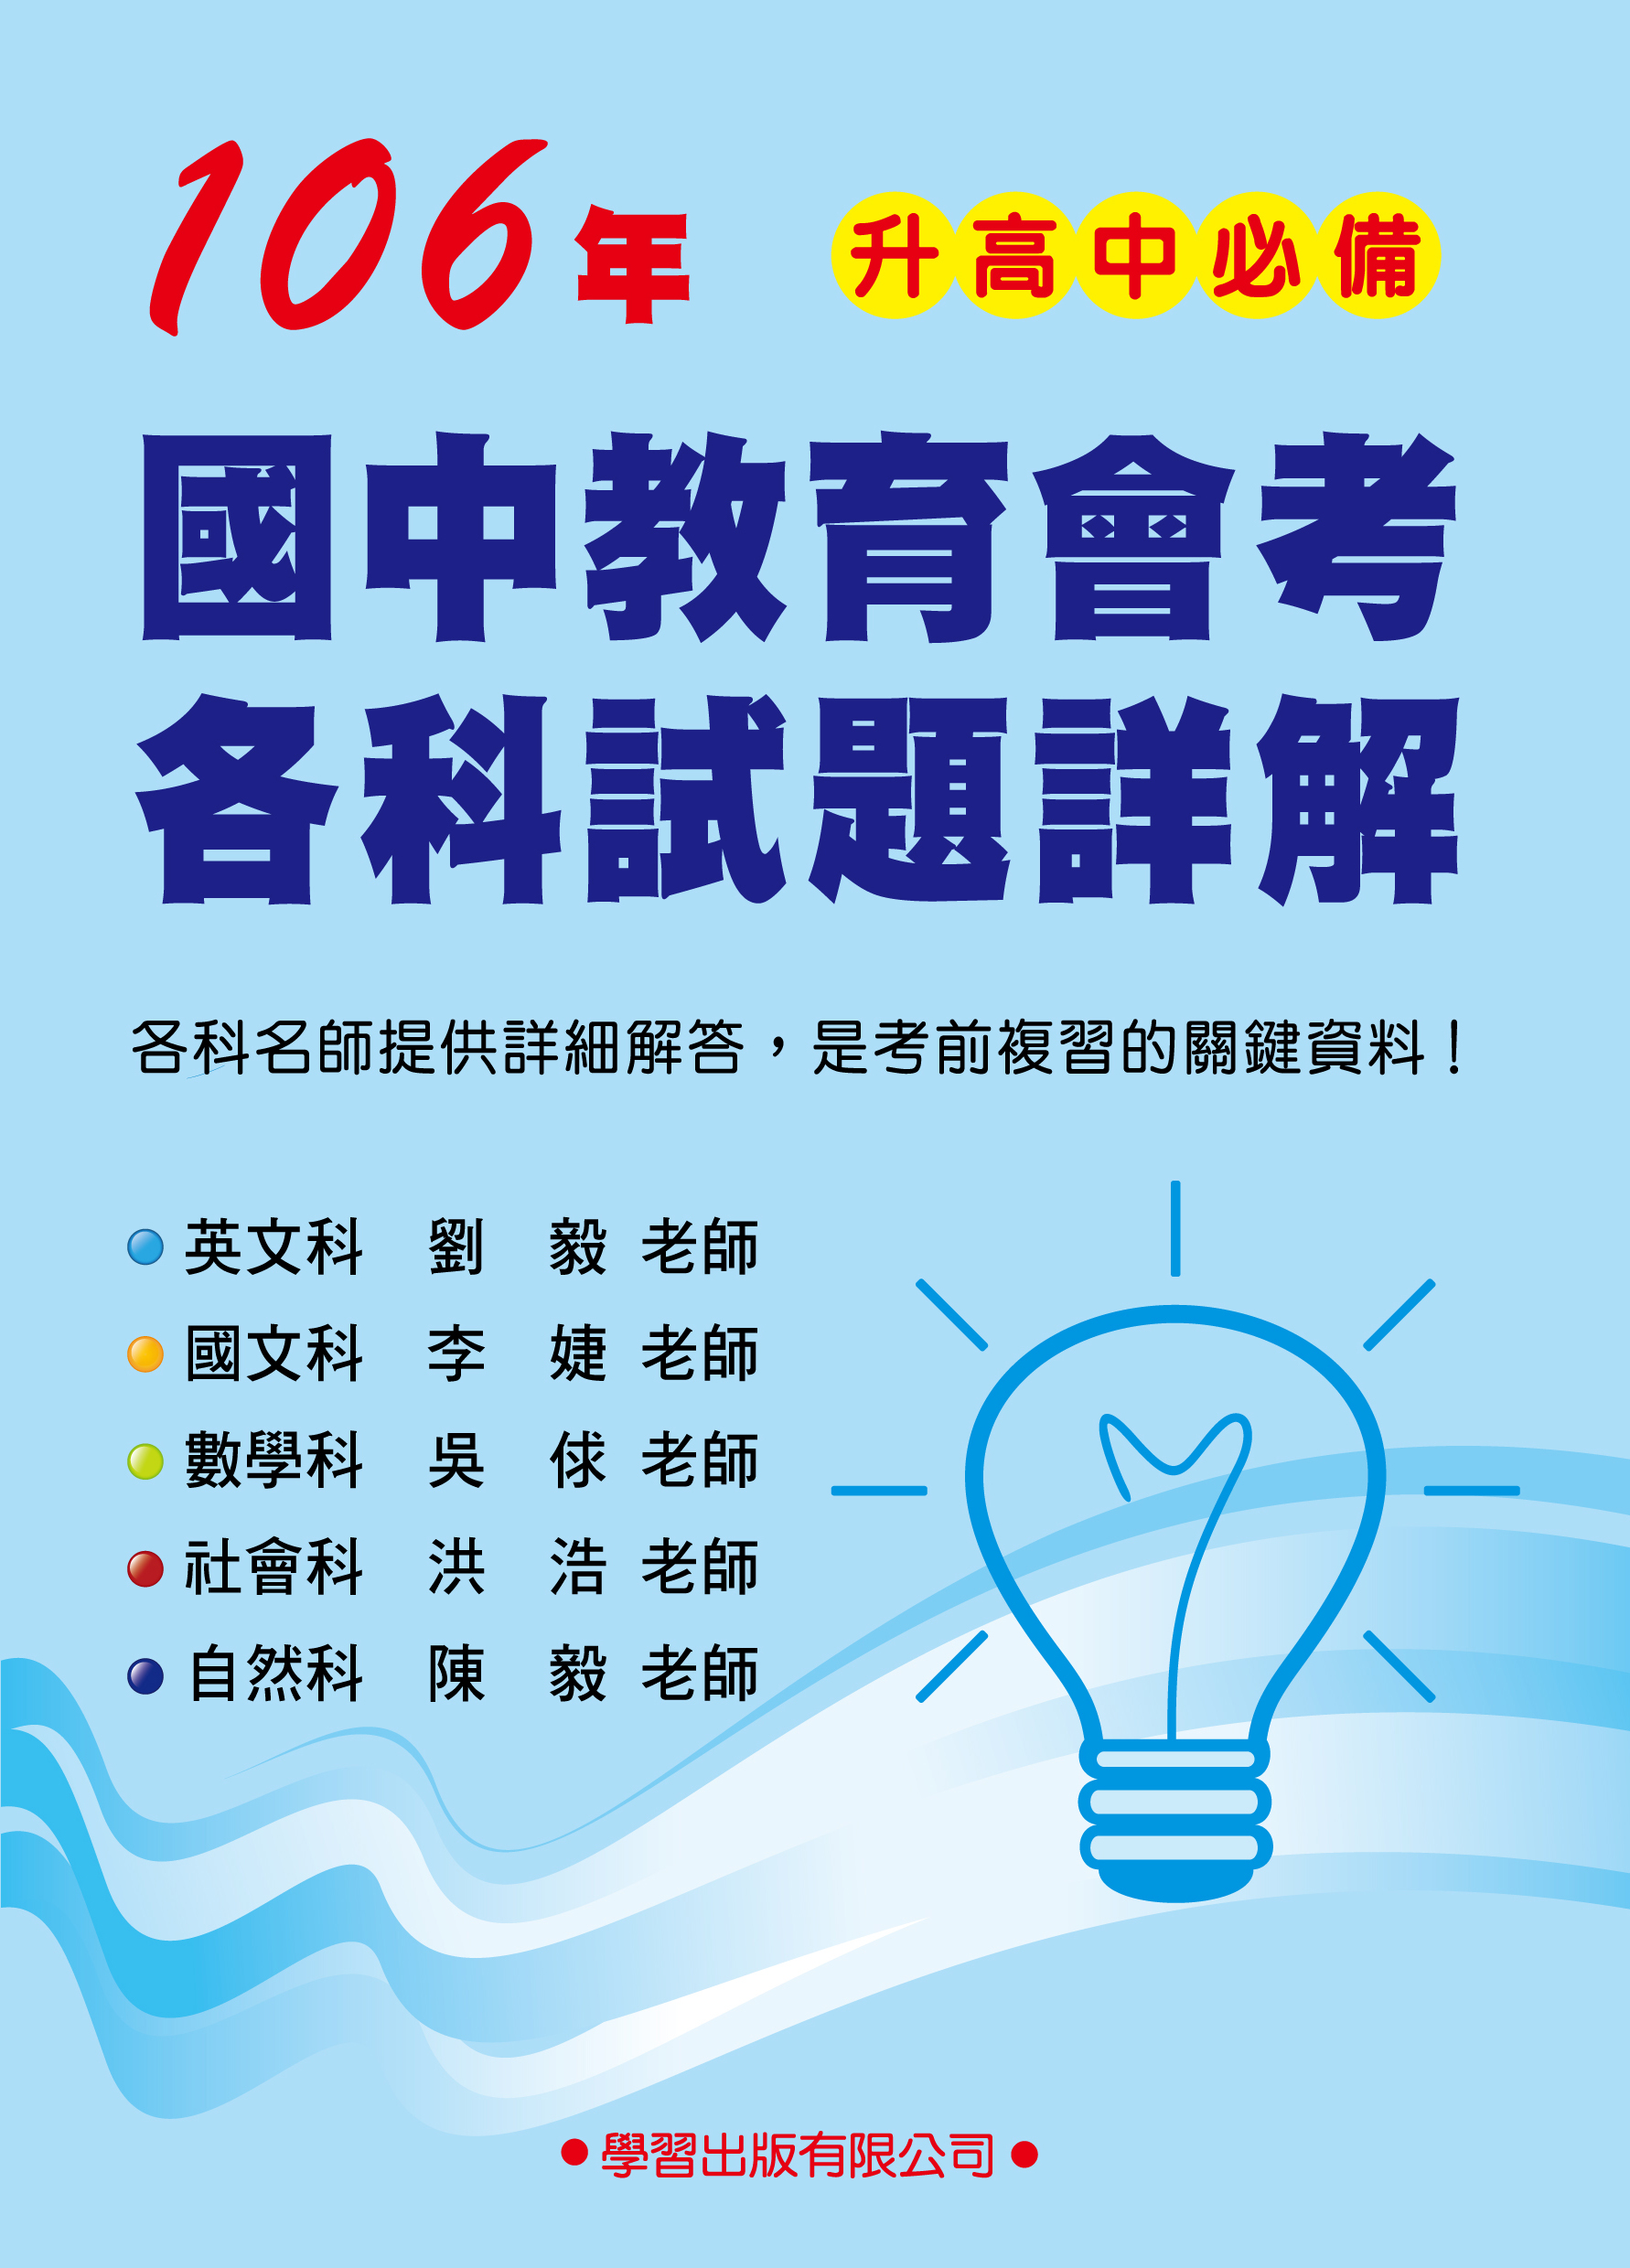 106年 升高中必備
國中教育會考
各科試題詳解
各科名師提供詳細解答，是考前複習的關鍵資料！
英文科 劉 毅 老師
國文科 李 婕 老師
數學科 吳 俅 老師
社會科 洪 浩 老師
自然科 陳 毅 老師
●學習出版有限公司●